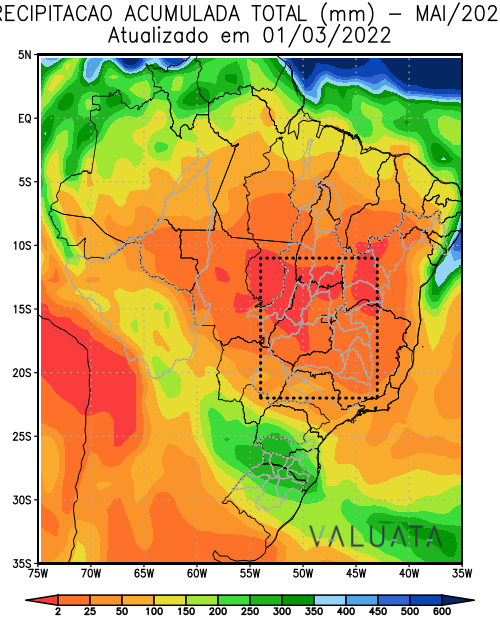 RECIPITACAO ACUMULADA TOTAL (mm) – MAI/202
Atualizado em 01/03/2022
5N
EQ
5S
10S
15S
20S
25S
30S
35S
75W 70W 65W 60W 55W 50W 45W 40W 35W
VALUATA
2 25 50 100 150 200 250 300 350 400 450 500 600